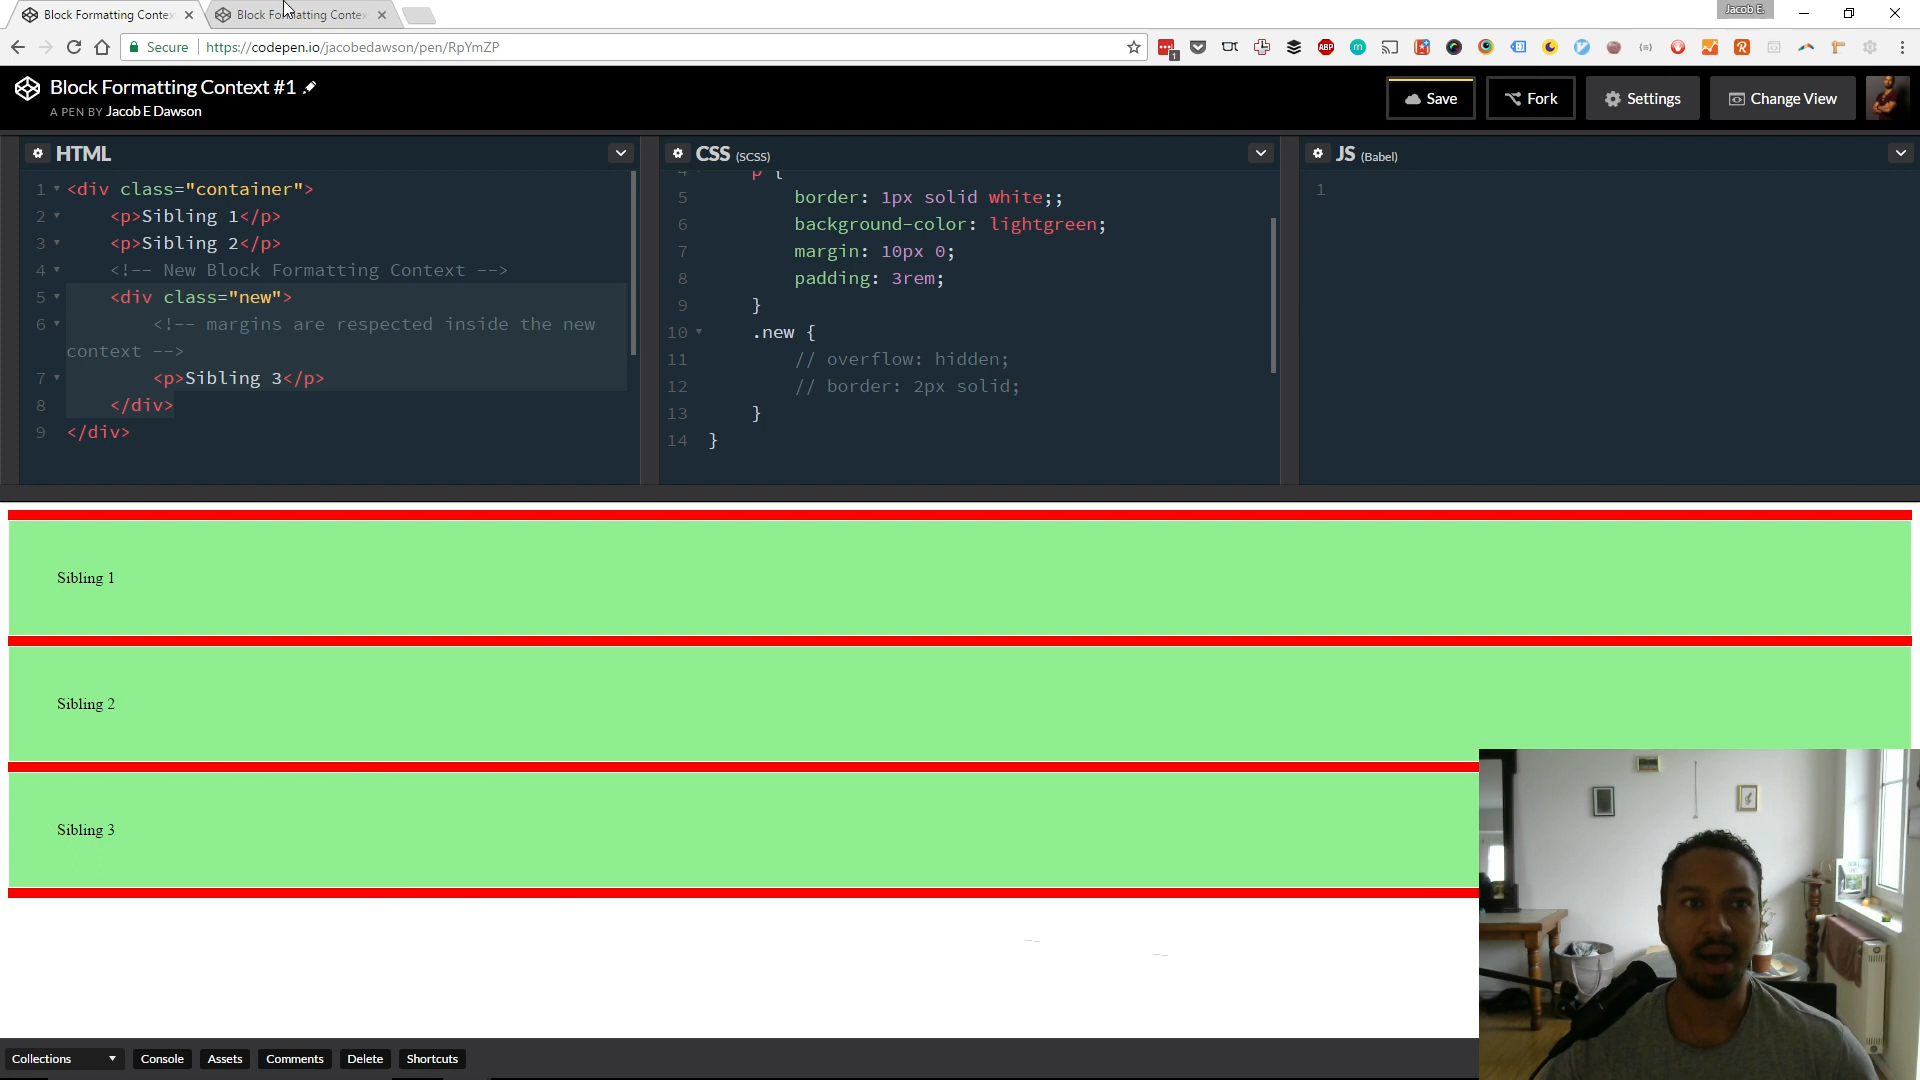 Block Formatting Contex
Block Formatting Contex
Jacob E.
Secure
https://codepen.io/jacobedawson/pen/RpYmZP
1
ABP
Block Formatting Context #1
A PEN BY Jacob E Dawson
Save
Fork
Settings
Change View
HTML
1 <div class="container">
2 <p>Sibling 1</p>
3 <p>Sibling 2</p>
4 <!-- New Block Formatting Context -->
5 <div class="new">
6 <!-- margins are respected inside the new
context -->
7 <p>Sibling 3</p>
8 </div>
9 </div>
CSS (SCSS)
4 p {
5 border: 1px solid white;;
6 background-color: lightgreen;
7 margin: 10px 0;
8 padding: 3rem;
9 }
10 .new {
11 // overflow: hidden;
12 // border: 2px solid;
13 }
14 }
JS (Babel)
1
Sibling 1
Sibling 2
Sibling 3
Collections
Console
Assets
Comments
Delete
Shortcuts